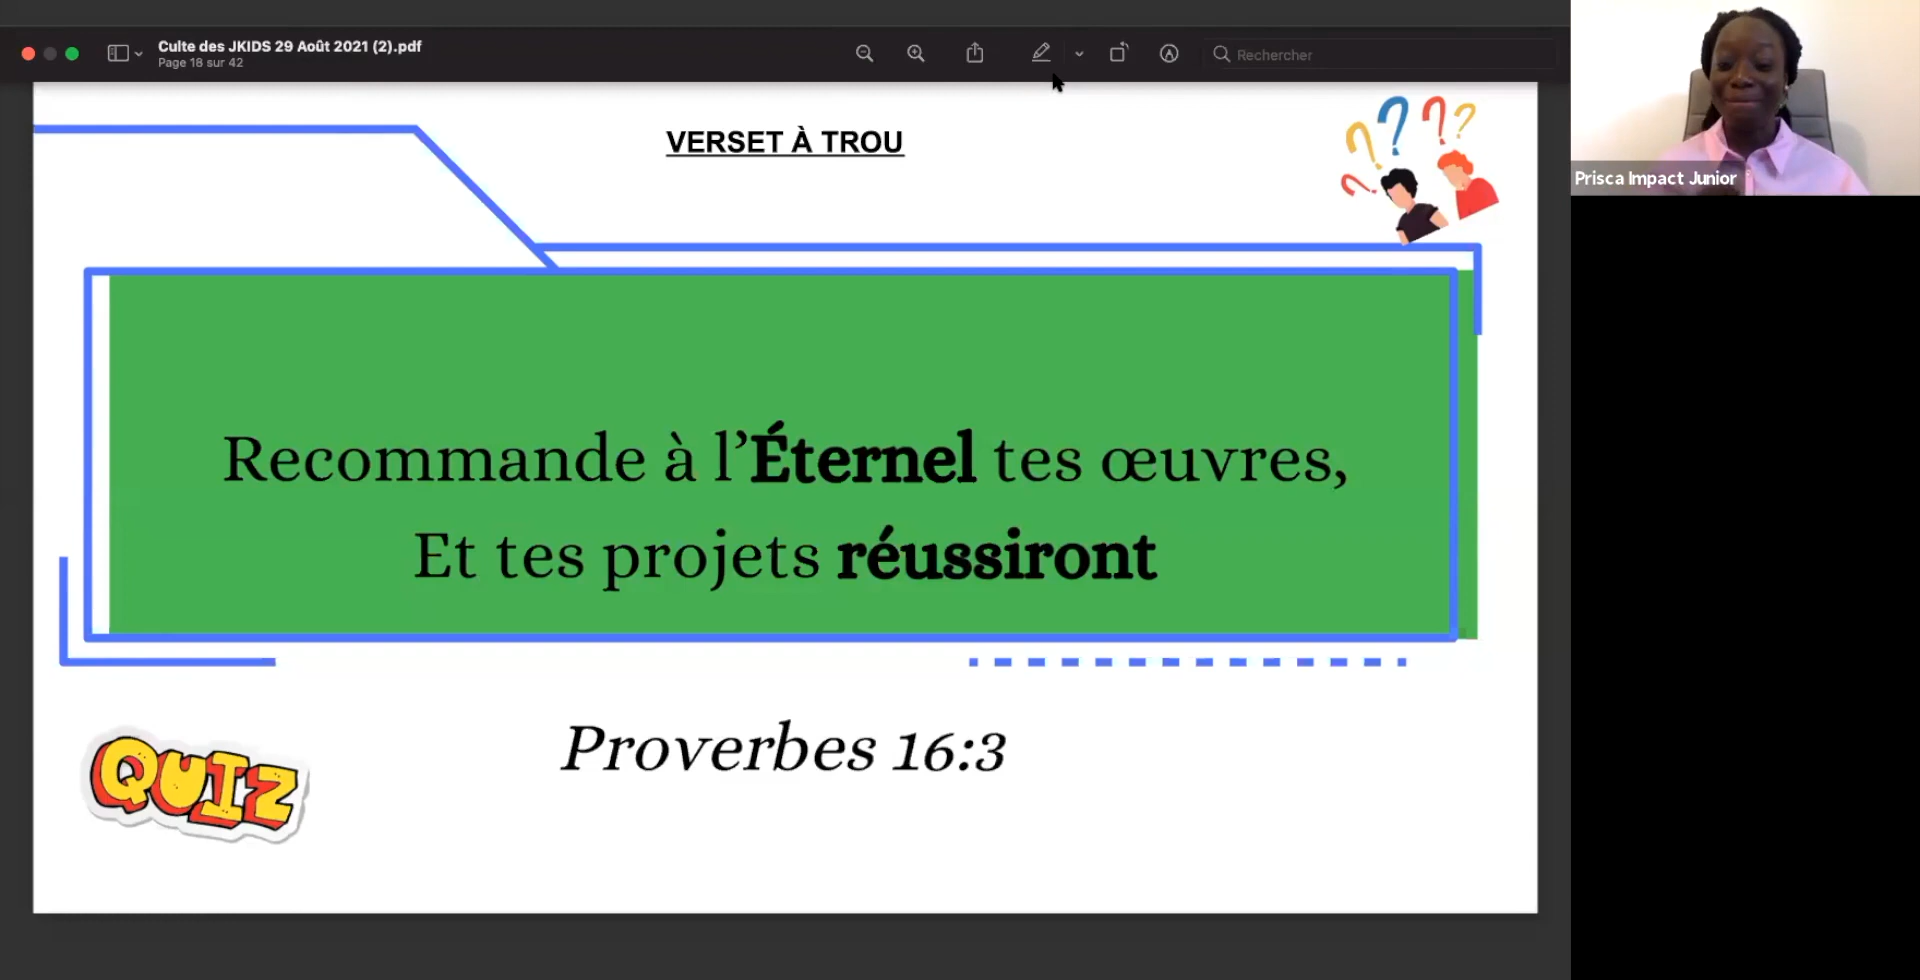 Culte des JKIDS 29 Août 2021 (2).pdf
Page 18 sur 42
Rechercher
Prisca Impact Junior
VERSET À TROU
? ? ? ? ?
Recommande à l’Éternel tes œuvres,
Et tes projets réussiront
Proverbes 16:3
QUIZ